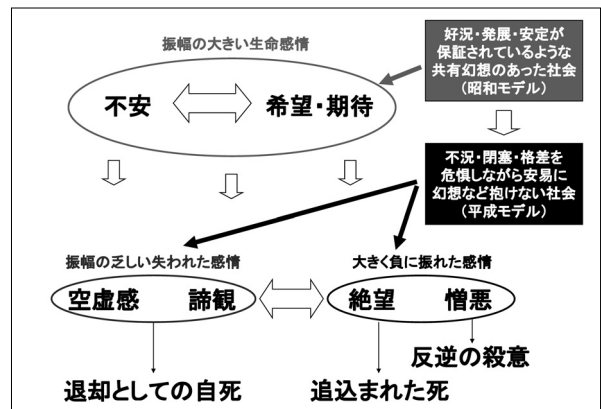 振幅の大きい生命感情
好況・発展・安定が
保証されているような
共有幻想のあった社会
(昭和モデル)
不安
希望・期待
不況・閉塞・格差を
危惧しながら安易に
幻想など抱けない社会
(平成モデル)
振幅の乏しい失われた感情
大きく負に振れた感情
空虚感 諦観
絶望 憎悪
反逆の殺意
退却としての自死
追込まれた死